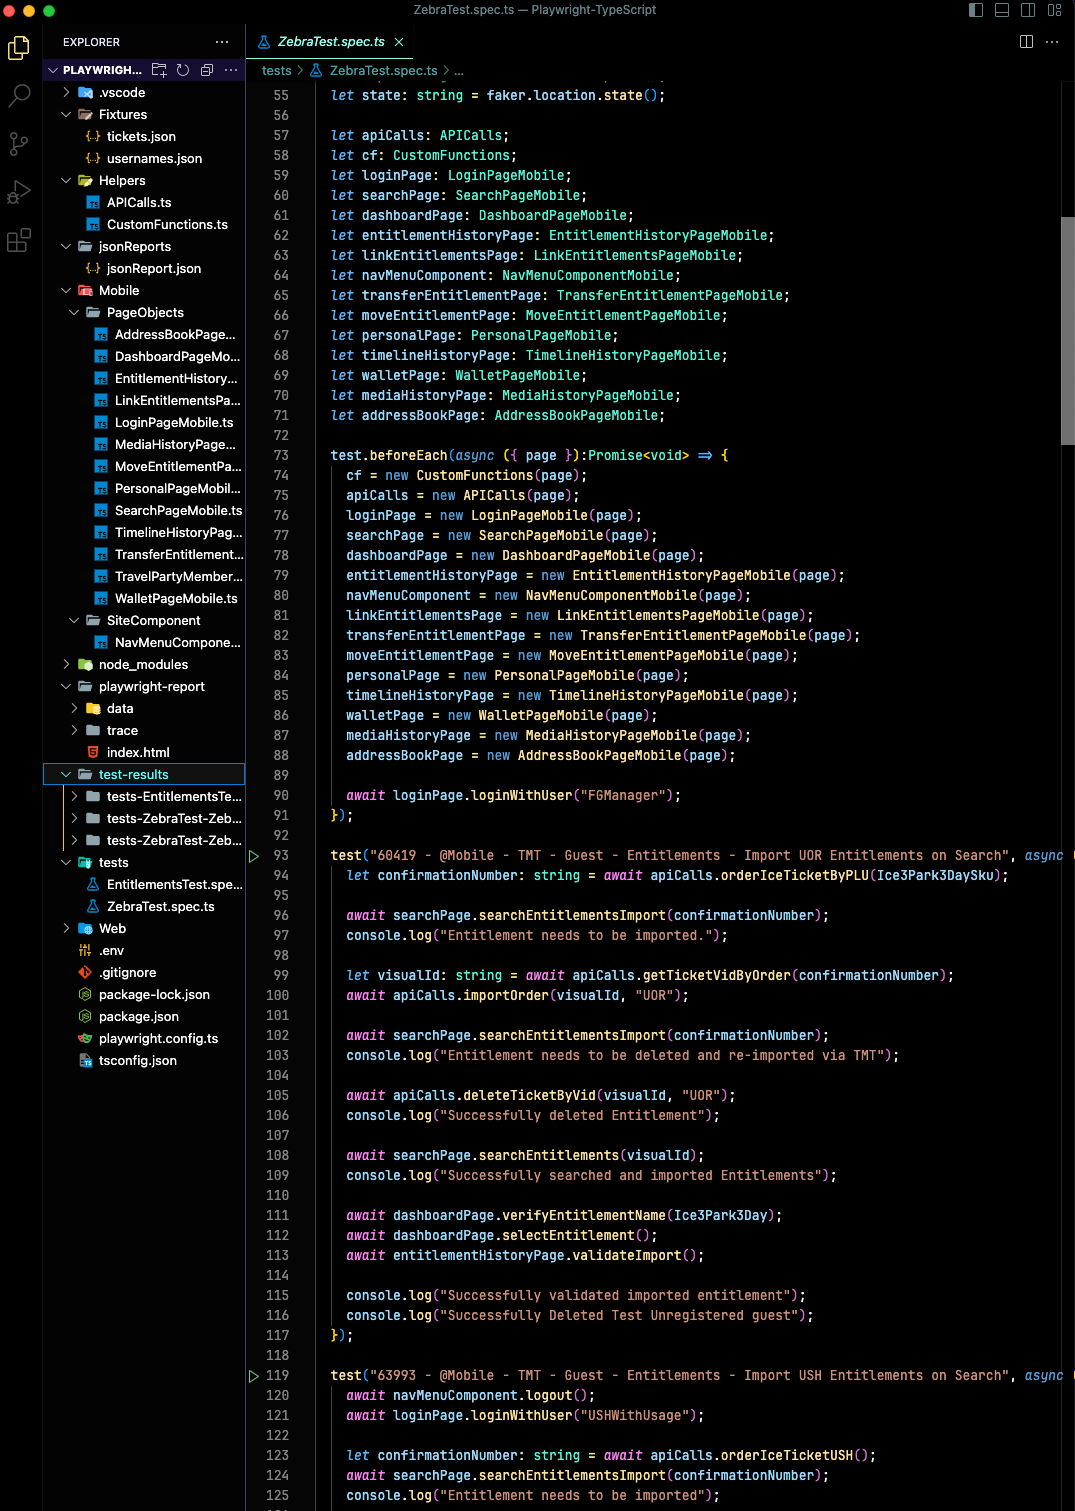 ZebraTest.spec.ts — Playwright-TypeScript
EXPLORER
ZebraTest.spec.ts
PLAYWRIGH...
tests > ZebraTest.spec.ts > ...
.vscode
Fixtures
tickets.json
usernames.json
Helpers
APICalls.ts
CustomFunctions.ts
jsonReports
jsonReport.json
Mobile
PageObjects
AddressBookPage...
DashboardPageMo...
EntitlementHistory...
LinkEntitlementsPa...
LoginPageMobile.ts
MediaHistoryPage...
MoveEntitlementPa...
PersonalPageMobil...
SearchPageMobile.ts
TimelineHistoryPag...
TransferEntitlement...
TravelPartyMember...
WalletPageMobile.ts
SiteComponent
NavMenuCompone...
node_modules
playwright-report
data
trace
index.html
test-results
tests-EntitlementsTe...
tests-ZebraTest-Zeb...
tests-ZebraTest-Zeb...
tests
EntitlementsTest.spe...
ZebraTest.spec.ts
Web
.env
.gitignore
package-lock.json
package.json
playwright.config.ts
tsconfig.json
55 let state: string = faker.location.state();
56
57 let apiCalls: APICalls;
58 let cf: CustomFunctions;
59 let loginPage: LoginPageMobile;
60 let searchPage: SearchPageMobile;
61 let dashboardPage: DashboardPageMobile;
62 let entitlementHistoryPage: EntitlementHistoryPageMobile;
63 let linkEntitlementsPage: LinkEntitlementsPageMobile;
64 let navMenuComponent: NavMenuComponentMobile;
65 let transferEntitlementPage: TransferEntitlementPageMobile;
66 let moveEntitlementPage: MoveEntitlementPageMobile;
67 let personalPage: PersonalPageMobile;
68 let timelineHistoryPage: TimelineHistoryPageMobile;
69 let walletPage: WalletPageMobile;
70 let mediaHistoryPage: MediaHistoryPageMobile;
71 let addressBookPage: AddressBookPageMobile;
72
73 test.beforeEach(async ({ page }):Promise<void> => {
74 cf = new CustomFunctions(page);
75 apiCalls = new APICalls(page);
76 loginPage = new LoginPageMobile(page);
77 searchPage = new SearchPageMobile(page);
78 dashboardPage = new DashboardPageMobile(page);
79 entitlementHistoryPage = new EntitlementHistoryPageMobile(page);
80 navMenuComponent = new NavMenuComponentMobile(page);
81 linkEntitlementsPage = new LinkEntitlementsPageMobile(page);
82 transferEntitlementPage = new TransferEntitlementPageMobile(page);
83 moveEntitlementPage = new MoveEntitlementPageMobile(page);
84 personalPage = new PersonalPageMobile(page);
85 timelineHistoryPage = new TimelineHistoryPageMobile(page);
86 walletPage = new WalletPageMobile(page);
87 mediaHistoryPage = new MediaHistoryPageMobile(page);
88 addressBookPage = new AddressBookPageMobile(page);
89
90 await loginPage.loginWithUser("FGManager");
91 });
92
93 test("60419 - @Mobile - TMT - Guest - Entitlements - Import UOR Entitlements on Search", async (
94 let confirmationNumber: string = await apiCalls.orderIceTicketByPLU(Ice3Park3DaySku);
95
96 await searchPage.searchEntitlementsImport(confirmationNumber);
97 console.log("Entitlement needs to be imported.");
98
99 let visualId: string = await apiCalls.getTicketVidByOrder(confirmationNumber);
100 await apiCalls.importOrder(visualId, "UOR");
101
102 await searchPage.searchEntitlementsImport(confirmationNumber);
103 console.log("Entitlement needs to be deleted and re-imported via TMT");
104
105 await apiCalls.deleteTicketByVid(visualId, "UOR");
106 console.log("Successfully deleted Entitlement");
107
108 await searchPage.searchEntitlements(visualId);
109 console.log("Successfully searched and imported Entitlements");
110
111 await dashboardPage.verifyEntitlementName(Ice3Park3Day);
112 await dashboardPage.selectEntitlement();
113 await entitlementHistoryPage.validateImport();
114
115 console.log("Successfully validated imported entitlement");
116 console.log("Successfully Deleted Test Unregistered guest");
117 });
118
119 test("63993 - @Mobile - TMT - Guest - Entitlements - Import USH Entitlements on Search", async (
120 await navMenuComponent.logout();
121 await loginPage.loginWithUser("USHWithUsage");
122
123 let confirmationNumber: string = await apiCalls.orderIceTicketUSH();
124 await searchPage.searchEntitlementsImport(confirmationNumber);
125 console.log("Entitlement needs to be imported");